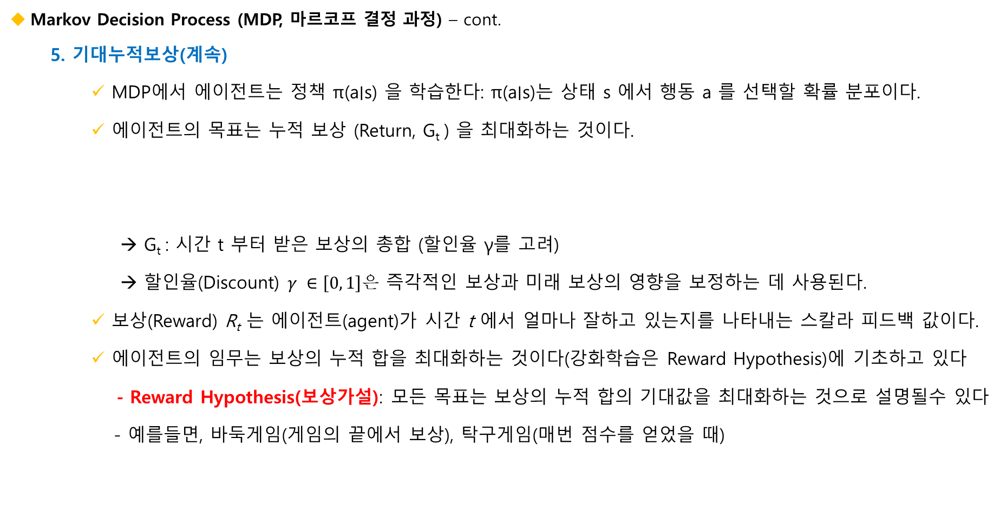 ◆ Markov Decision Process (MDP, 마르코프 결정 과정) – cont.
5. 기대누적보상(계속)
✓ MDP에서 에이전트는 정책 π(a|s) 을 학습한다: π(a|s)는 상태 s 에서 행동 a 를 선택할 확률 분포이다.
✓ 에이전트의 목표는 누적 보상 (Return, Gt ) 을 최대화하는 것이다.
→ Gt : 시간 t 부터 받은 보상의 총합 (할인율 γ를 고려)
→ 할인율(Discount) γ ∈ [0, 1]은 즉각적인 보상과 미래 보상의 영향을 보정하는 데 사용된다.
✓ 보상(Reward) Rt 는 에이전트(agent)가 시간 t 에서 얼마나 잘하고 있는지를 나타내는 스칼라 피드백 값이다.
✓ 에이전트의 임무는 보상의 누적 합을 최대화하는 것이다(강화학습은 Reward Hypothesis)에 기초하고 있다
- Reward Hypothesis(보상가설): 모든 목표는 보상의 누적 합의 기대값을 최대화하는 것으로 설명될수 있다
- 예를들면, 바둑게임(게임의 끝에서 보상), 탁구게임(매번 점수를 얻었을 때)